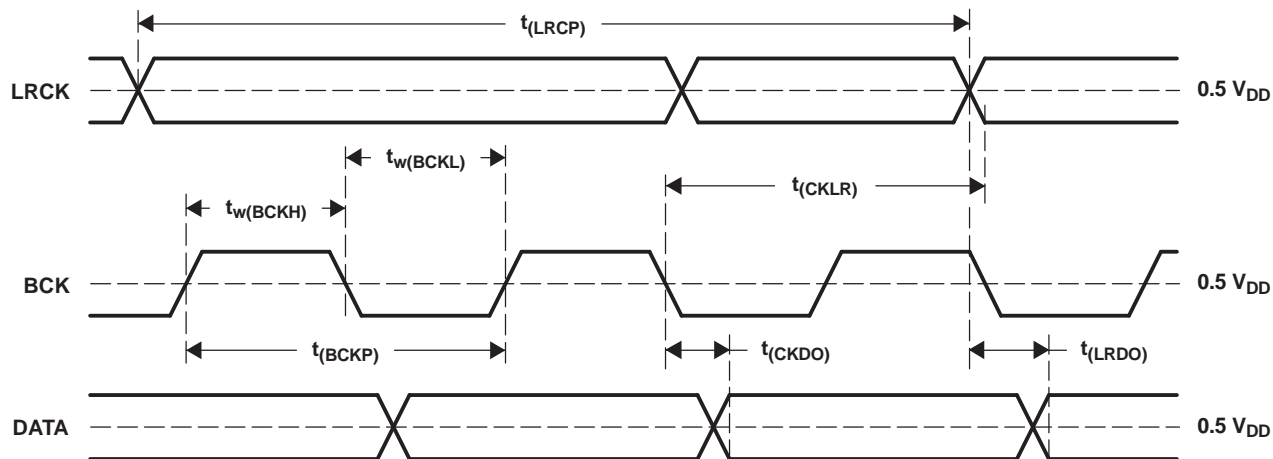 t(LRCP)
LRCK
0.5 VDD
tw(BCKL)
t(CKLR)
tw(BCKH)
BCK
0.5 VDD
t(BCKP)
t(CKDO)
t(LRDO)
DATA
0.5 VDD